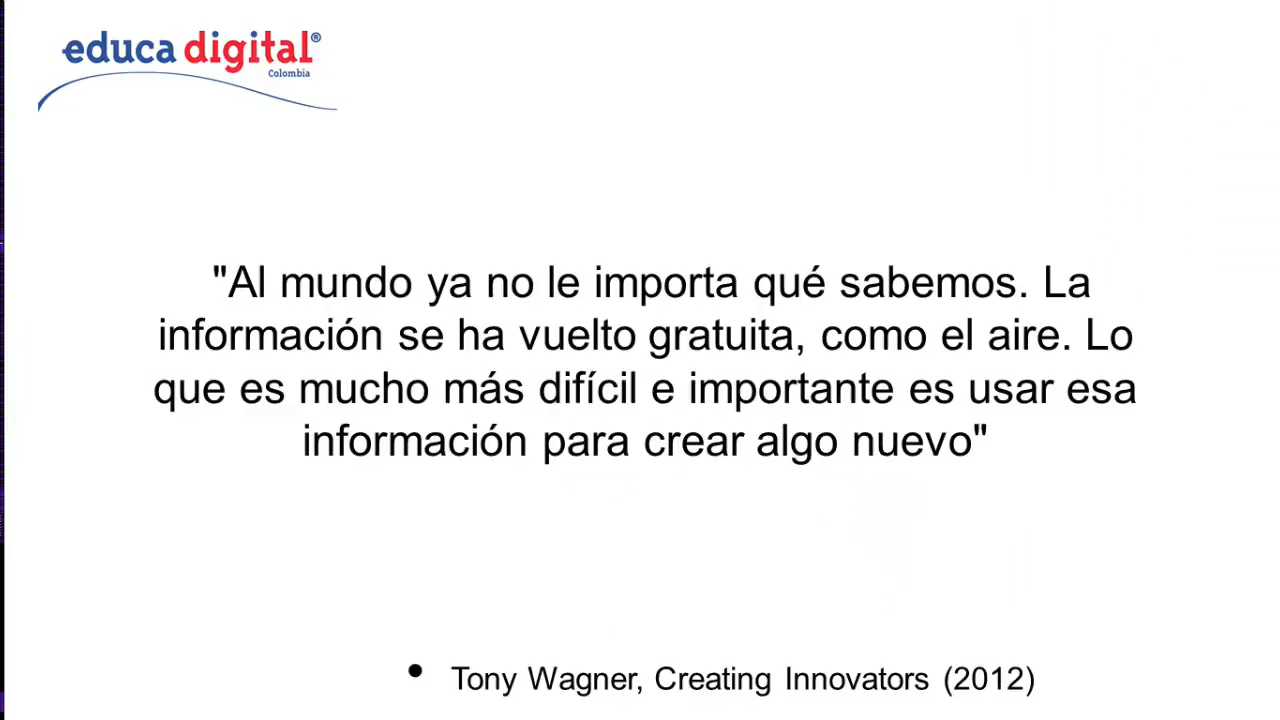 educa digital®
Colombia
"Al mundo ya no le importa qué sabemos. La
información se ha vuelto gratuita, como el aire. Lo
que es mucho más difícil e importante es usar esa
información para crear algo nuevo"
• Tony Wagner, Creating Innovators (2012)